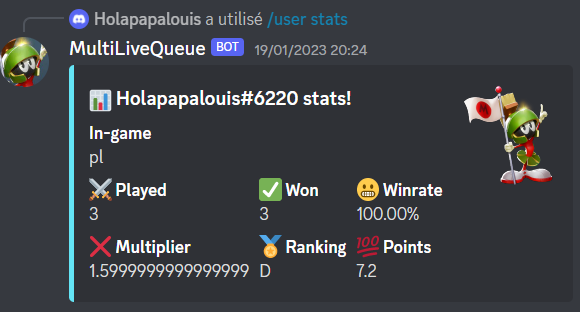 Holapapalouis a utilisé /user stats
MultiLiveQueue BOT 19/01/2023 20:24
📊 Holapapalouis#6220 stats!
In-game
pl
⚔️ Played ✅ Won 😬 Winrate
3 3 100.00%
❌ Multiplier 🏅 Ranking 💯 Points
1.5999999999999999 D 7.2